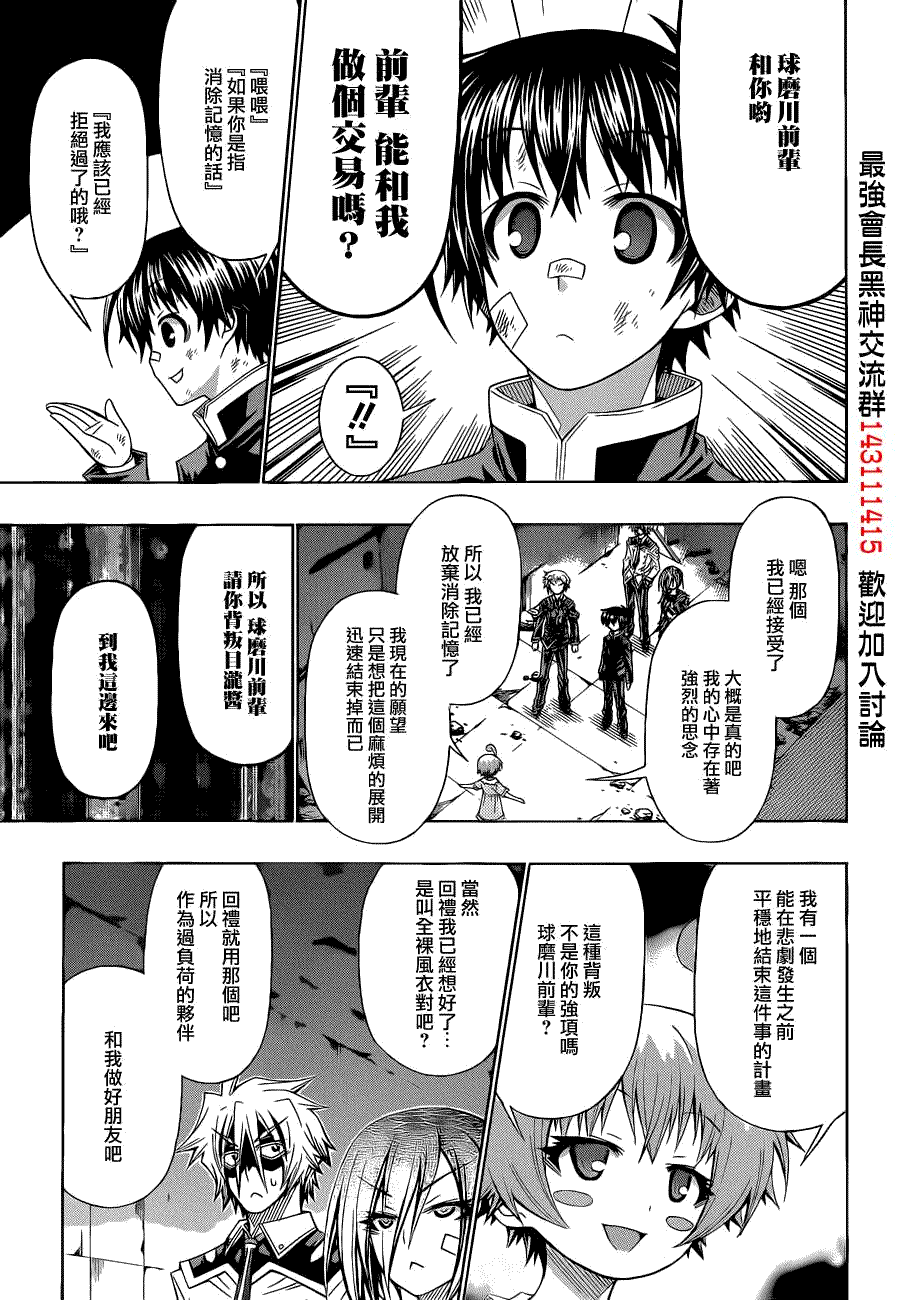 球磨川前輩
和你喲
前輩 能和我
做個交易嗎？
『!!』
『喂喂』
『如果你是指
消除記憶的話』
『我應該已經
拒絕過了的哦？』
嗯 那個
我已經接受了
大概是真的吧
我的心中存在著
強烈的思念
所以 我已經
放棄消除記憶了
我現在的願望
只是想把這個麻煩的展開
迅速結束掉而已
所以 球磨川前輩
請你背叛目瀧醬
到我這邊來吧
我有一個
能在悲劇發生之前
平穩地結束這件事的計畫
這種背叛
不是你的強項嗎
球磨川前輩？
當然
回禮我已經想好了…
是叫全裸風衣對吧？
回禮就用那個吧
所以
作為過負荷的夥伴
和我做好朋友吧
最強會長黑神交流群143111415 歡迎加入討論